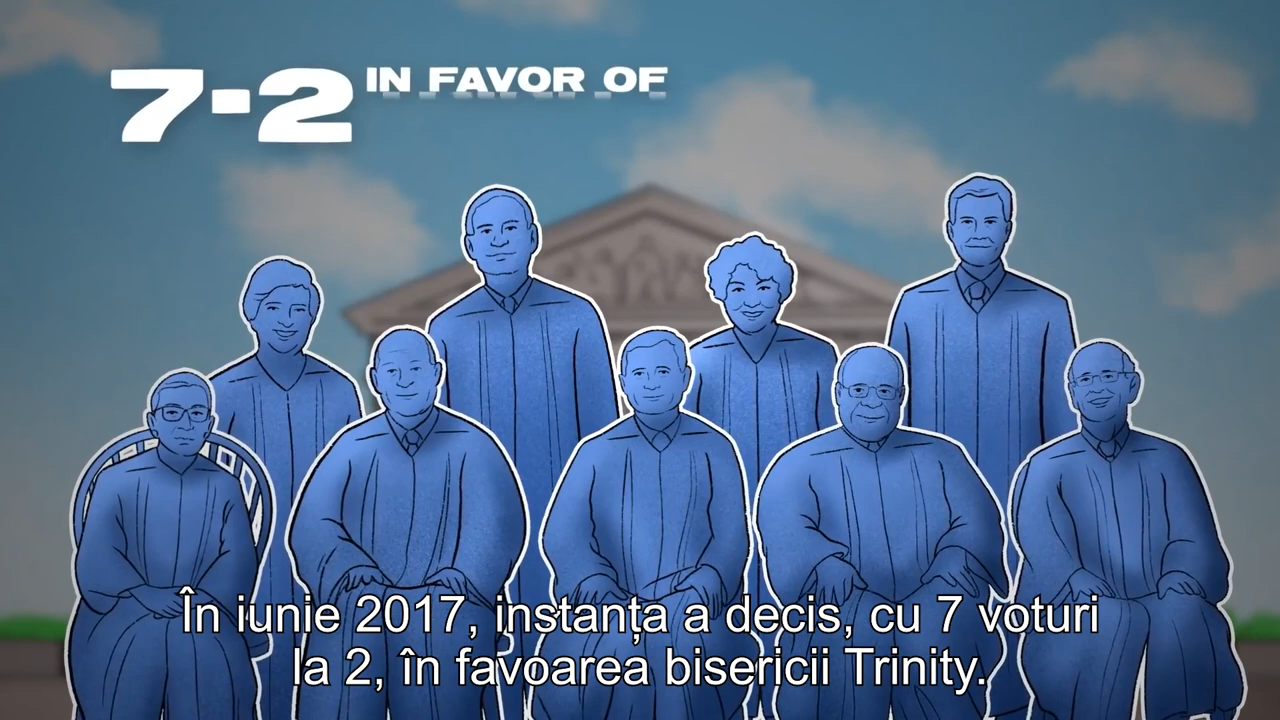 7-2 IN FAVOR OF
În iunie 2017, instanța a decis, cu 7 voturi
la 2, în favoarea bisericii Trinity.